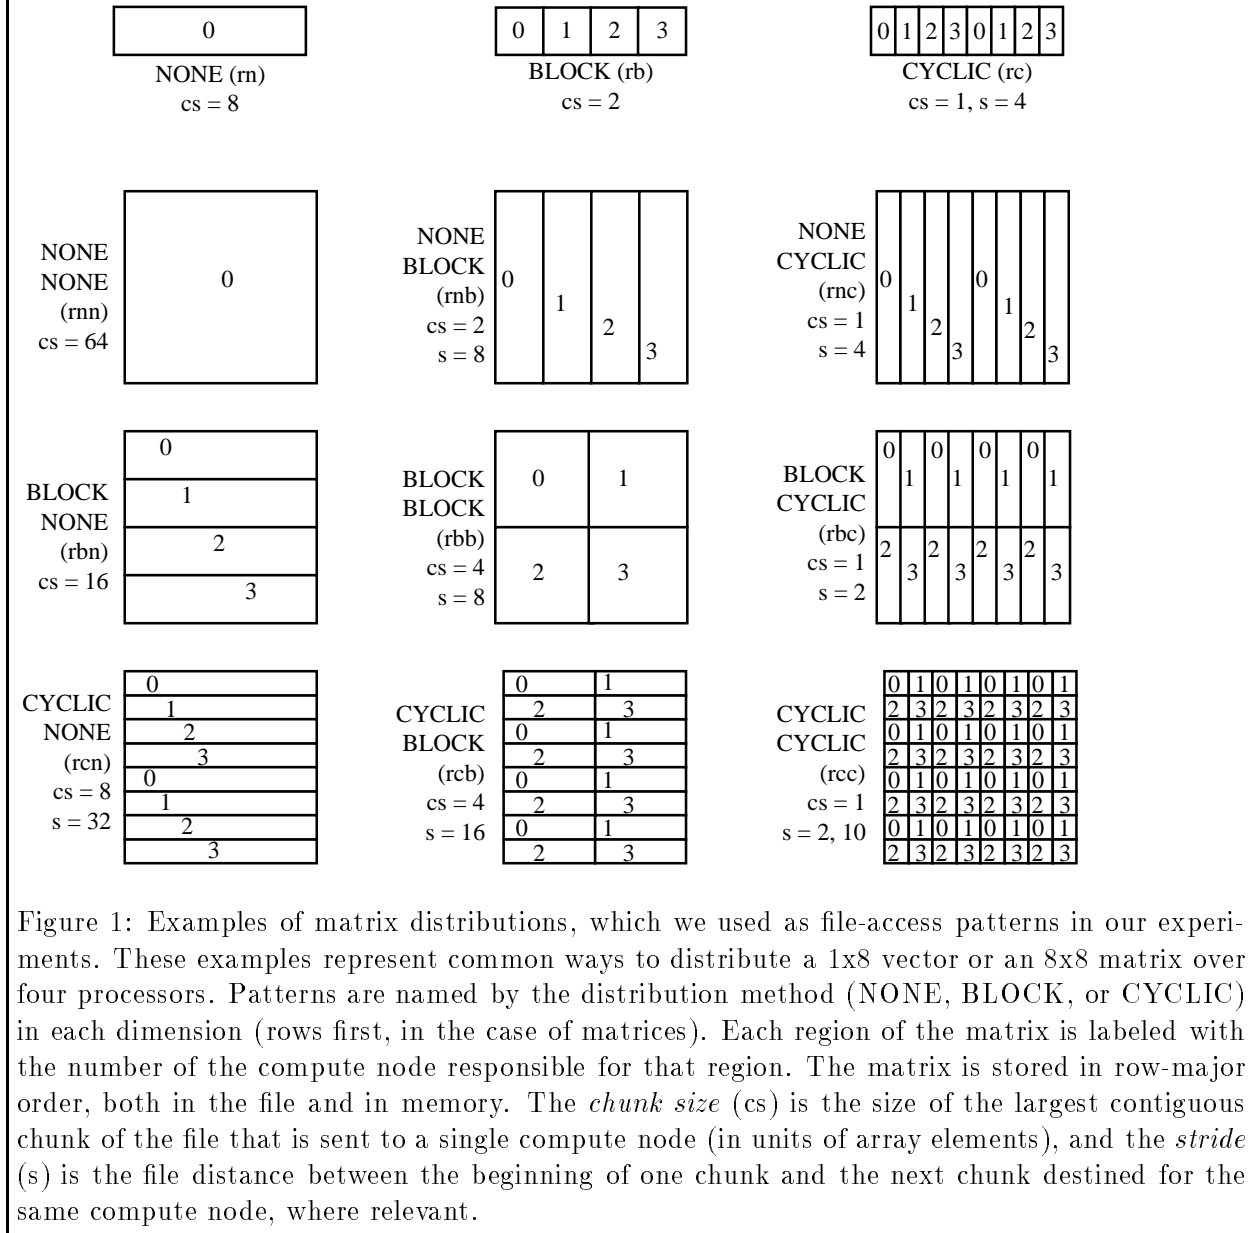 0
NONE (rn)
cs = 8
0 1 2 3
BLOCK (rb)
cs = 2
0 1 2 3 0 1 2 3
CYCLIC (rc)
cs = 1, s = 4
NONE
NONE
(rnn)
cs = 64
0
NONE
BLOCK
(rnb)
cs = 2
s = 8
0
1
2
3
NONE
CYCLIC
(rnc)
cs = 1
s = 4
0 0
1 1
2 2
3 3
BLOCK
NONE
(rbn)
cs = 16
0
1
2
3
BLOCK
BLOCK
(rbb)
cs = 4
s = 8
0 1
2 3
BLOCK
CYCLIC
(rbc)
cs = 1
s = 2
0 0 0 0
1 1 1 1
2 2 2 2
3 3 3 3
CYCLIC
NONE
(rcn)
cs = 8
s = 32
0
1
2
3
0
1
2
3
CYCLIC
BLOCK
(rcb)
cs = 4
s = 16
0 1
2 3
0 1
2 3
0 1
2 3
0 1
2 3
CYCLIC
CYCLIC
(rcc)
cs = 1
s = 2, 10
0 1 0 1 0 1 0 1
2 3 2 3 2 3 2 3
0 1 0 1 0 1 0 1
2 3 2 3 2 3 2 3
0 1 0 1 0 1 0 1
2 3 2 3 2 3 2 3
0 1 0 1 0 1 0 1
2 3 2 3 2 3 2 3
Figure 1: Examples of matrix distributions, which we used as file-access patterns in our experi-
ments. These examples represent common ways to distribute a 1x8 vector or an 8x8 matrix over
four processors. Patterns are named by the distribution method (NONE, BLOCK, or CYCLIC)
in each dimension (rows first, in the case of matrices). Each region of the matrix is labeled with
the number of the compute node responsible for that region. The matrix is stored in row-major
order, both in the file and in memory. The chunk size (cs) is the size of the largest contiguous
chunk of the file that is sent to a single compute node (in units of array elements), and the stride
(s) is the file distance between the beginning of one chunk and the next chunk destined for the
same compute node, where relevant.